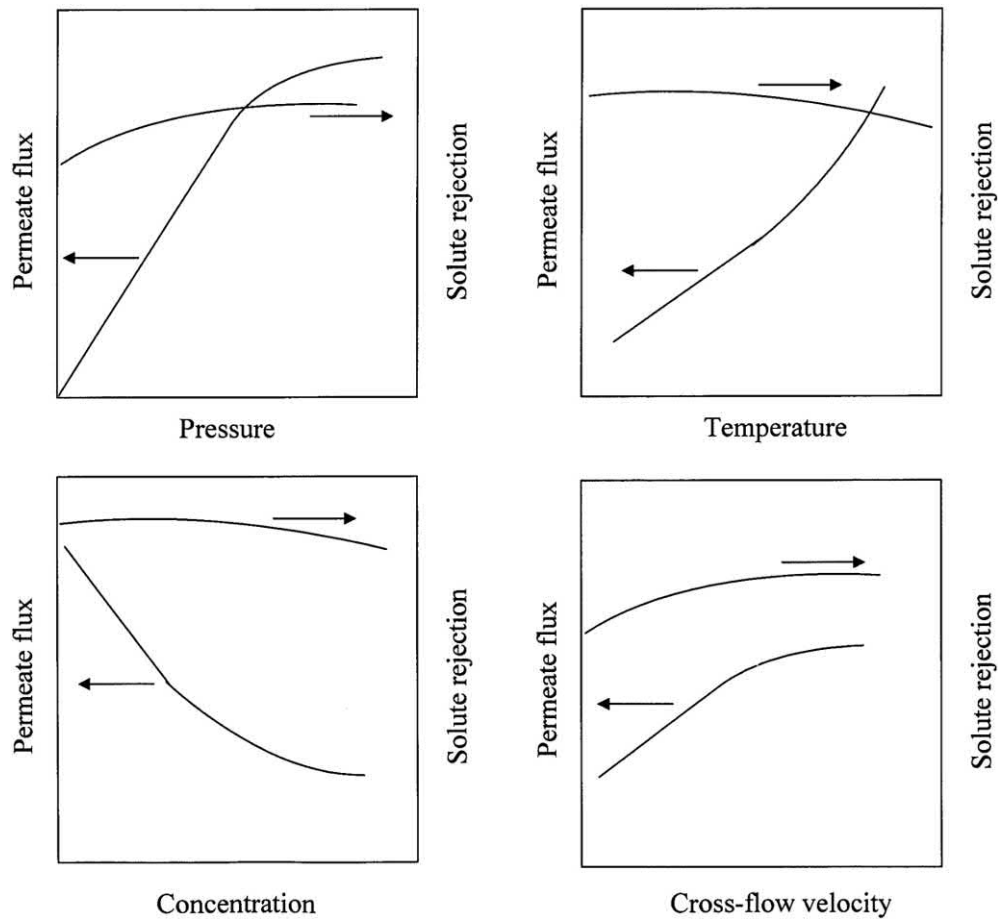 Permeate flux
Solute rejection
Pressure
Permeate flux
Solute rejection
Temperature
Permeate flux
Solute rejection
Concentration
Permeate flux
Solute rejection
Cross-flow velocity